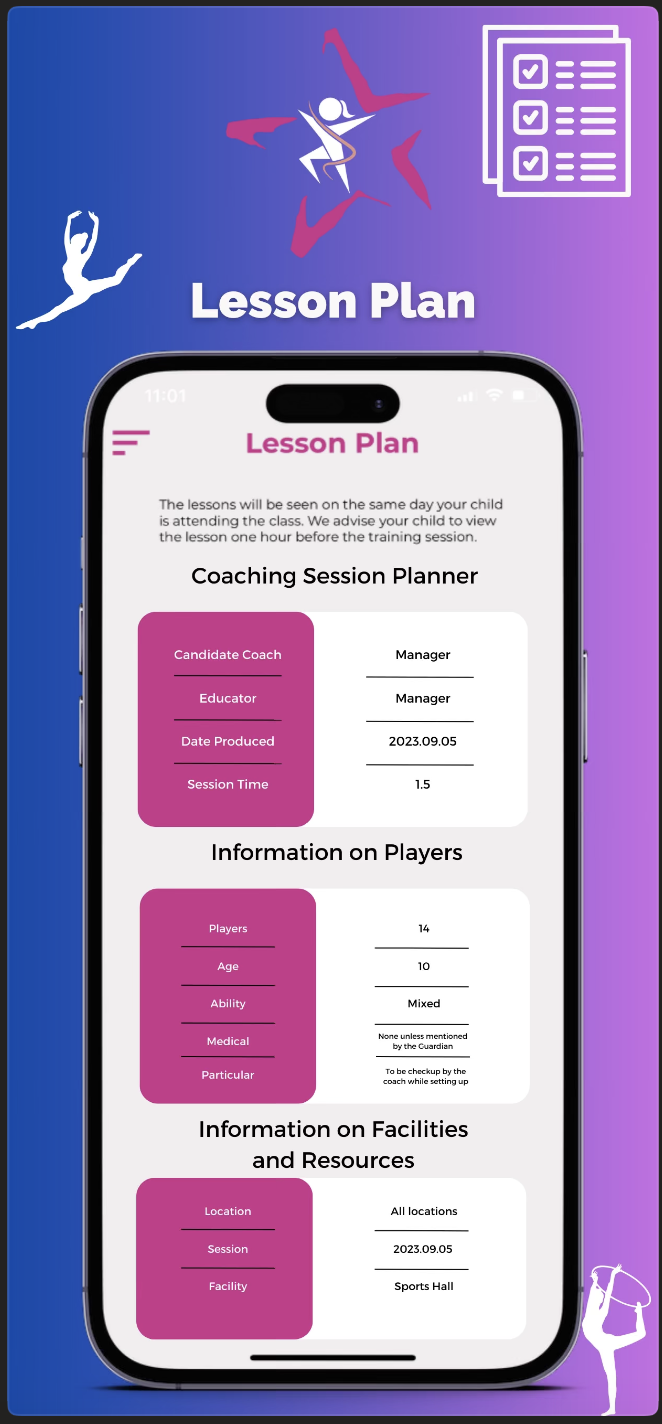 Lesson Plan
11:01
Lesson Plan
The lessons will be seen on the same day your child
is attending the class. We advise your child to view
the lesson one hour before the training session.
Coaching Session Planner
Candidate Coach Manager
Educator Manager
Date Produced 2023.09.05
Session Time 1.5
Information on Players
Players 14
Age 10
Ability Mixed
Medical None unless mentioned
by the Guardian
Particular To be checkup by the
coach while setting up
Information on Facilities
and Resources
Location All locations
Session 2023.09.05
Facility Sports Hall